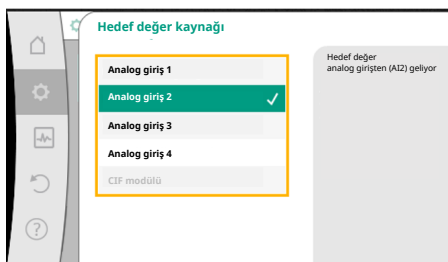 Hedef değer kaynağı
Analog giriş 1
Analog giriş 2
Analog giriş 3
Analog giriş 4
CIF modülü
Hedef değer
analog girişten (AI2) geliyor